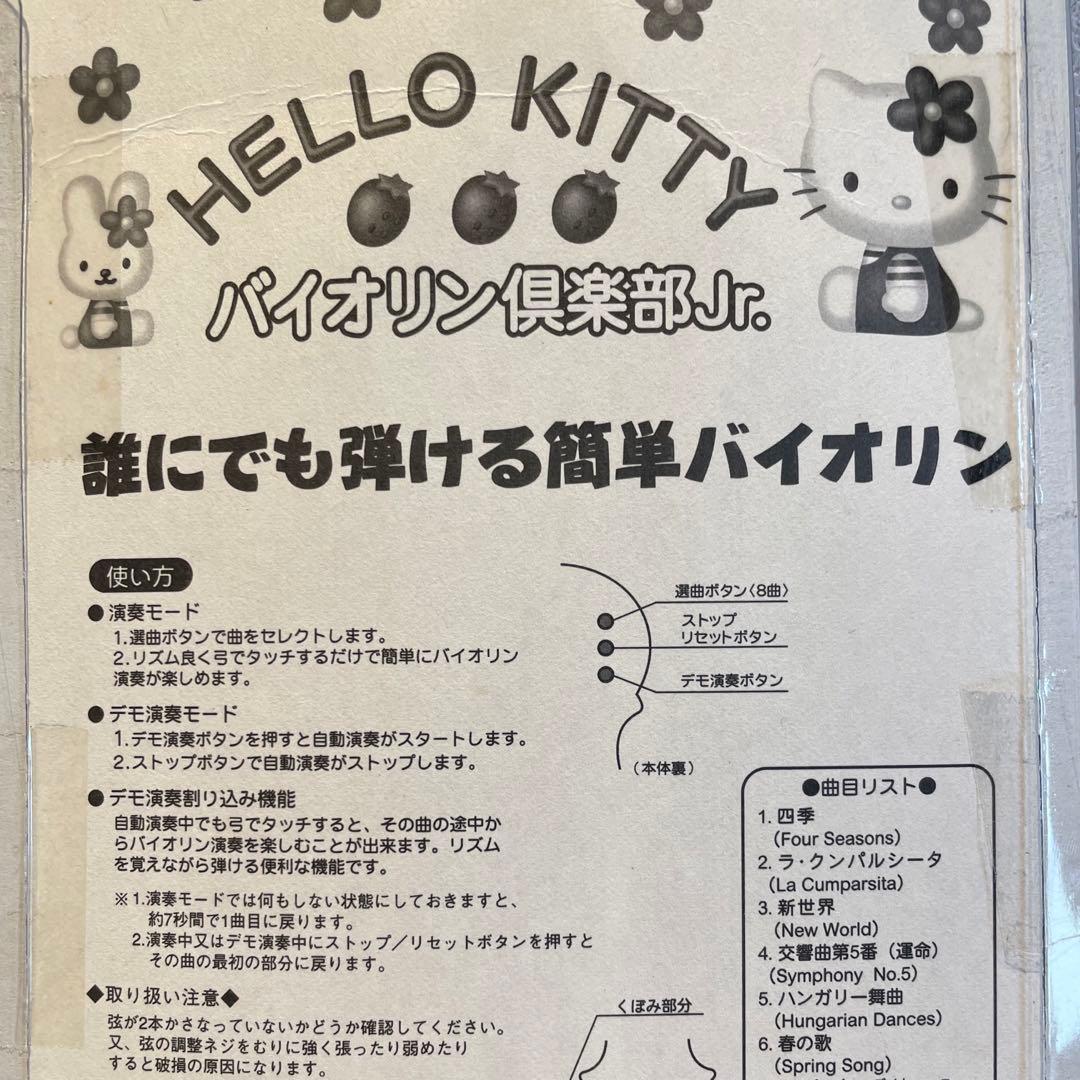 HELLO KITTY
バイオリン倶楽部Jr.
誰にでも弾ける簡単バイオリン
使い方
●演奏モード
1.選曲ボタンで曲をセレクトします。
2.リズム良く弓でタッチするだけで簡単にバイオリン
演奏が楽しめます。
●デモ演奏モード
1.デモ演奏ボタンを押すと自動演奏がスタートします。
2.ストップボタンで自動演奏がストップします。
●デモ演奏割り込み機能
自動演奏中でも弓でタッチすると、その曲の途中か
らバイオリン演奏を楽しむことが出来ます。リズム
を覚えながら弾ける便利な機能です。
※1.演奏モードでは何もしない状態にしておきますと、
約7秒間で1曲目に戻ります。
2.演奏中又はデモ演奏中にストップ/リセットボタンを押すと
その曲の最初の部分に戻ります。
◆取り扱い注意◆
弦が2本かさなっていないかどうか確認してください。
又、弦の調整ネジをむりに強く張ったり弱めたり
すると破損の原因になります。
選曲ボタン〈8曲〉
ストップ
リセットボタン
デモ演奏ボタン
(本体裏)
くぼみ部分
●曲目リスト●
1. 四季
(Four Seasons)
2. ラ・クンパルシータ
(La Cumparsita)
3. 新世界
(New World)
4. 交響曲第5番(運命)
(Symphony No.5)
5. ハンガリー舞曲
(Hungarian Dances)
6. 春の歌
(Spring Song)